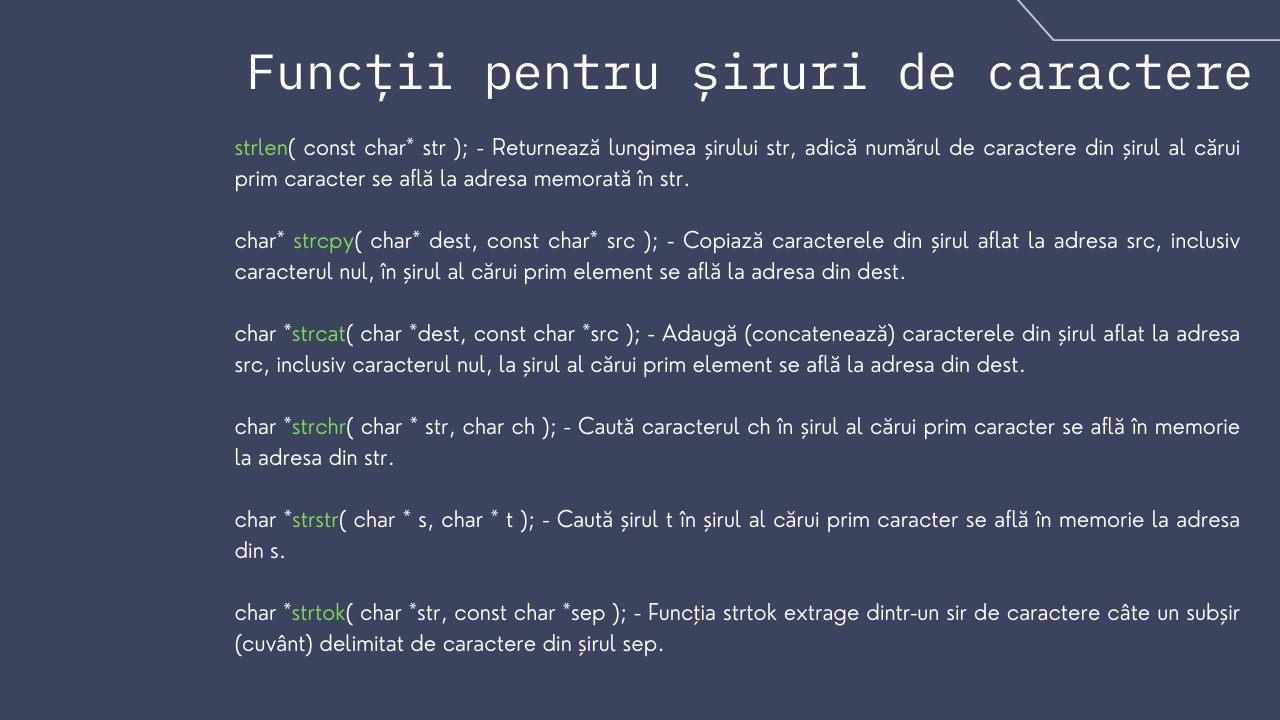 Funcții pentru șiruri de caractere
strlen( const char* str ); - Returnează lungimea șirului str, adică numărul de caractere din șirul al cărui
prim caracter se află la adresa memorată în str.
char* strcpy( char* dest, const char* src ); - Copiază caracterele din șirul aflat la adresa src, inclusiv
caracterul nul, în șirul al cărui prim element se află la adresa din dest.
char *strcat( char *dest, const char *src ); - Adaugă (concatenează) caracterele din șirul aflat la adresa
src, inclusiv caracterul nul, la șirul al cărui prim element se află la adresa din dest.
char *strchr( char * str, char ch ); - Caută caracterul ch în șirul al cărui prim caracter se află în memorie
la adresa din str.
char *strstr( char * s, char * t ); - Caută șirul t în șirul al cărui prim caracter se află în memorie la adresa
din s.
char *strtok( char *str, const char *sep ); - Funcția strtok extrage dintr-un sir de caractere câte un subșir
(cuvânt) delimitat de caractere din șirul sep.